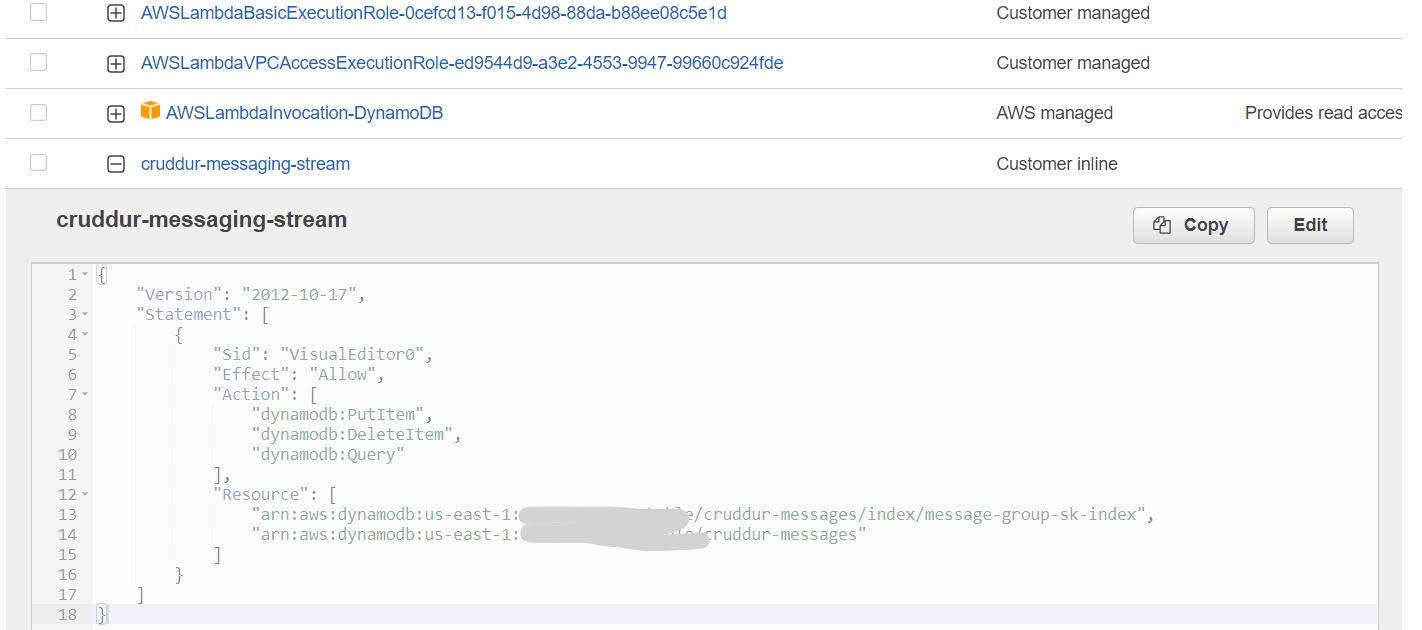 AWSLambdaBasicExecutionRole-0cefcd13-f015-4d98-88da-b88ee08c5e1d Customer managed
AWSLambdaVPCAccessExecutionRole-ed9544d9-a3e2-4553-9947-99660c924fde Customer managed
AWSLambdaInvocation-DynamoDB AWS managed Provides read acces
cruddur-messaging-stream Customer inline
cruddur-messaging-stream Copy Edit
1 {
2 "Version": "2012-10-17",
3 "Statement": [
4 {
5 "Sid": "VisualEditor0",
6 "Effect": "Allow",
7 "Action": [
8 "dynamodb:PutItem",
9 "dynamodb:DeleteItem",
10 "dynamodb:Query"
11 ],
12 "Resource": [
13 "arn:aws:dynamodb:us-east-1: /cruddur-messages/index/message-group-sk-index",
14 "arn:aws:dynamodb:us-east-1: cruddur-messages"
15 ]
16 }
17 ]
18 }